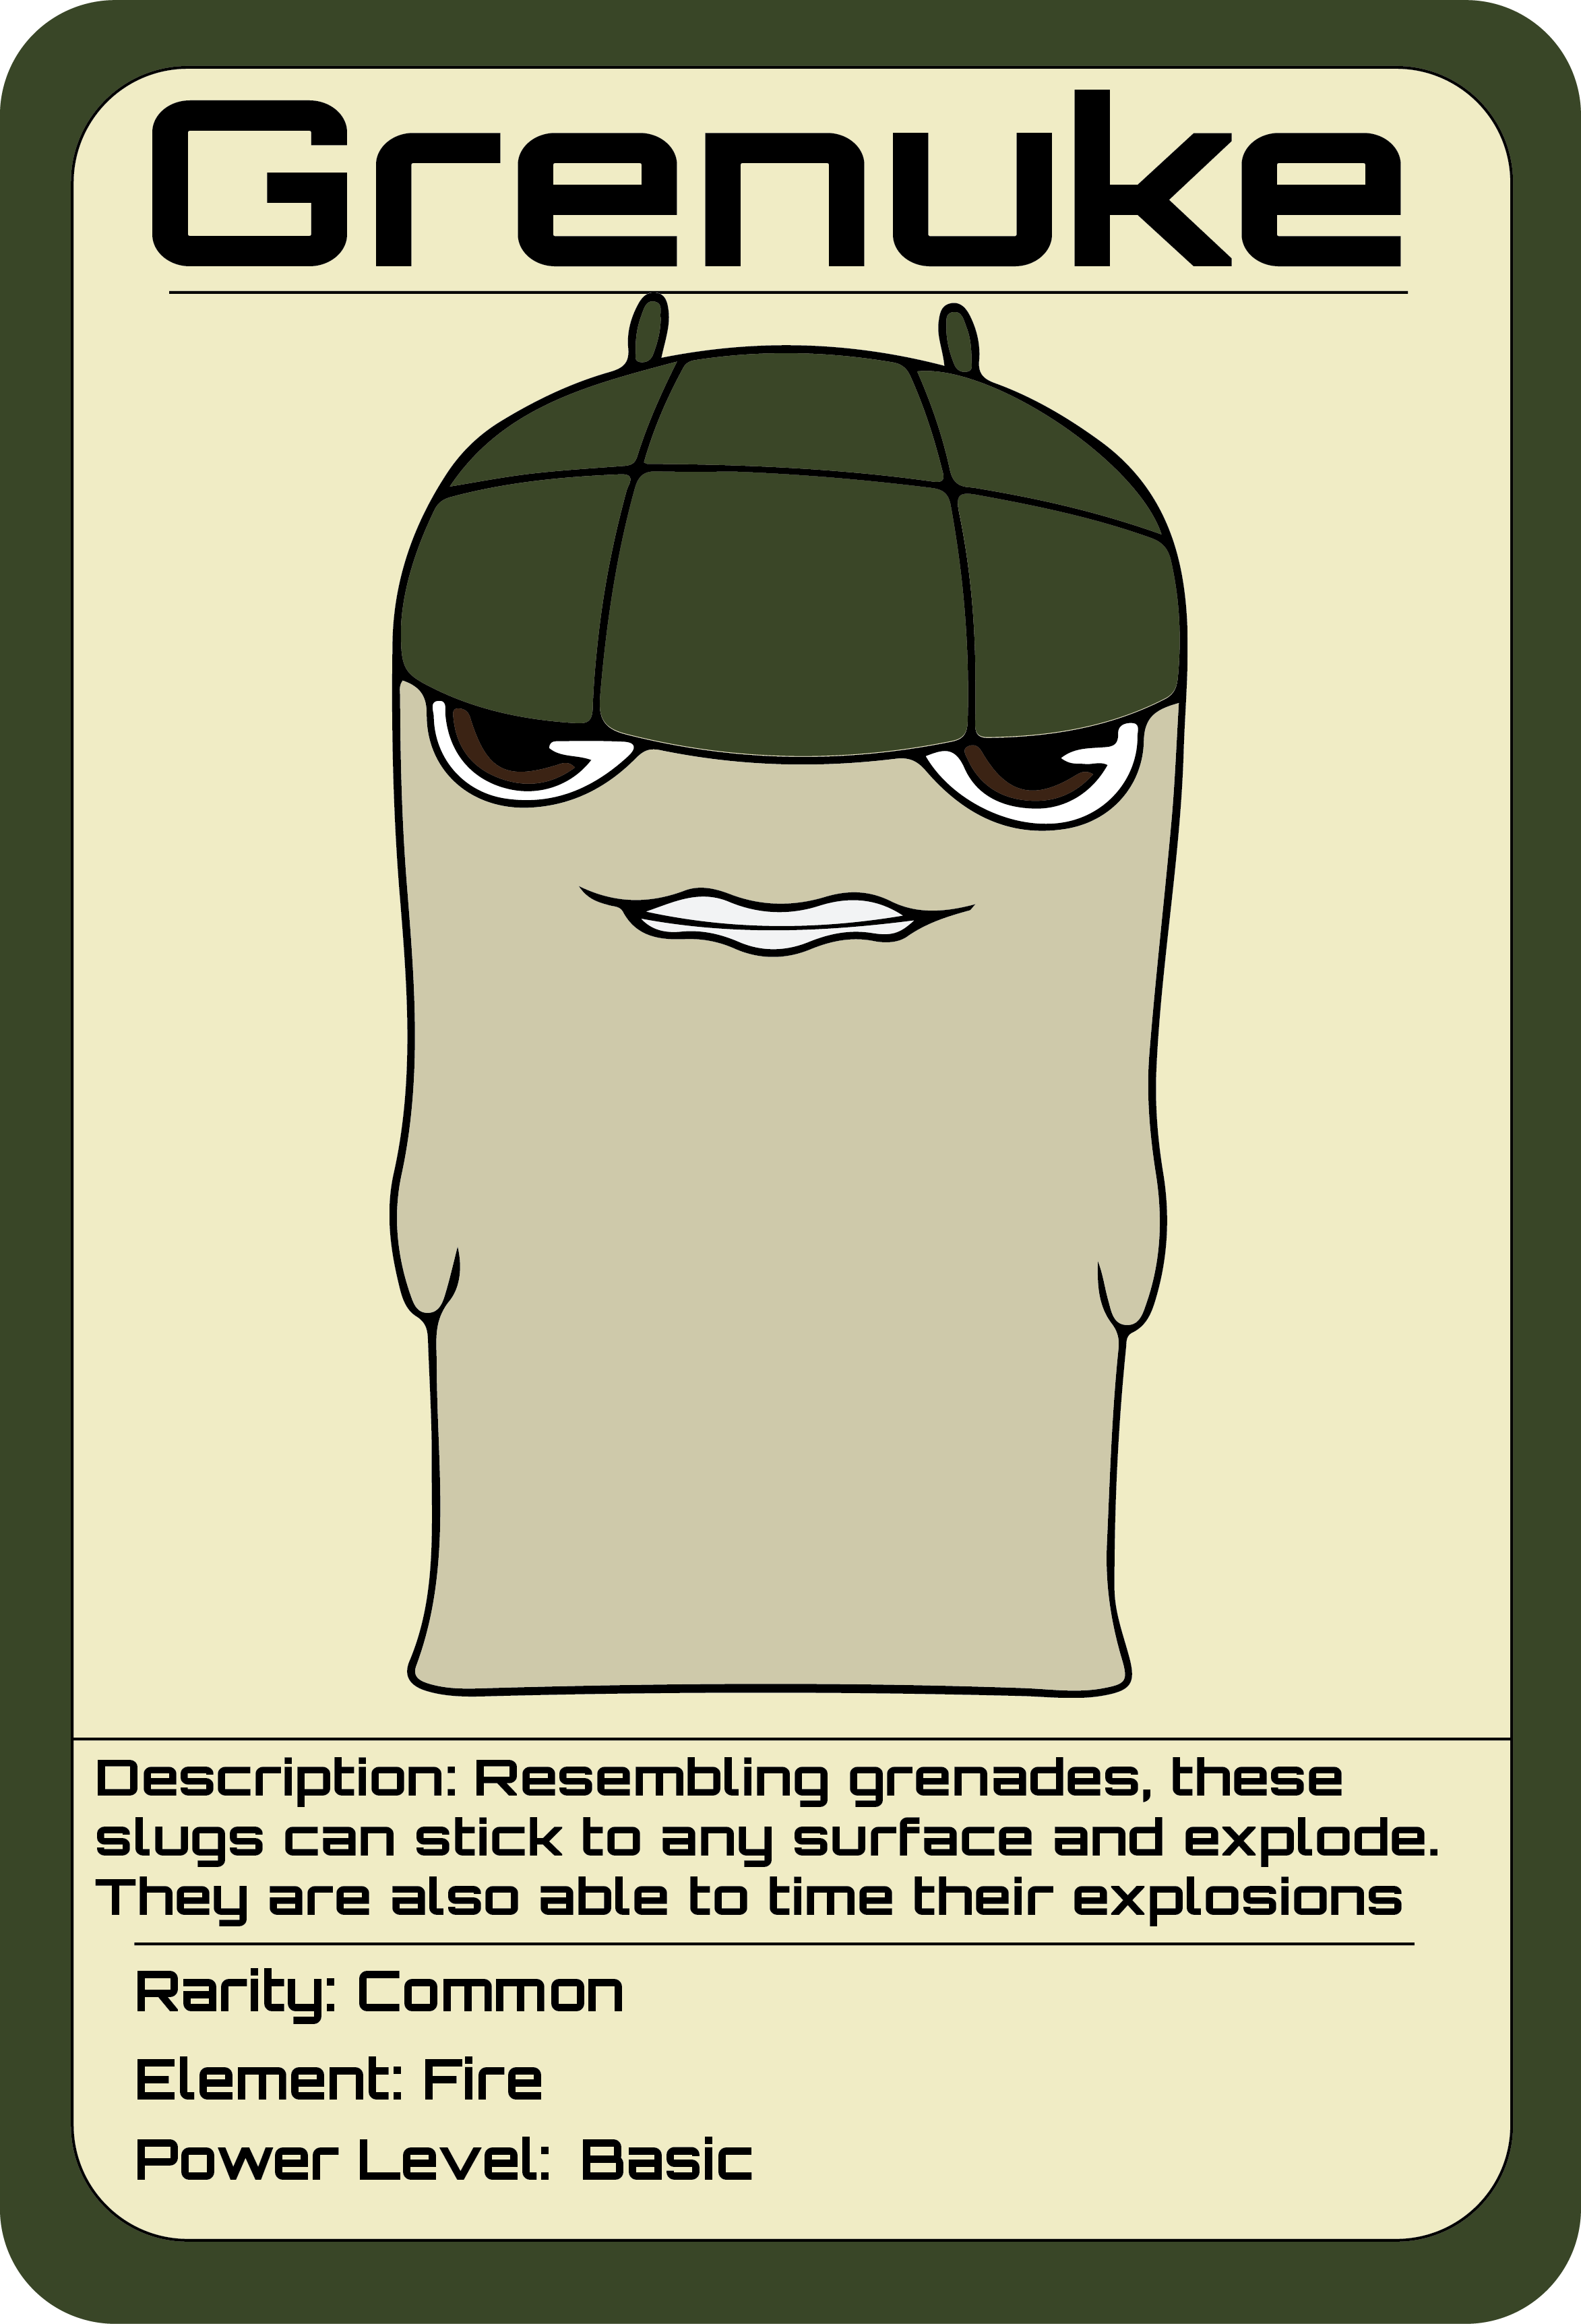 Grenuke
Description: Resembling grenades, these
slugs can stick to any surface and explode.
They are also able to time their explosions
Rarity: Common
Element: Fire
Power Level: Basic